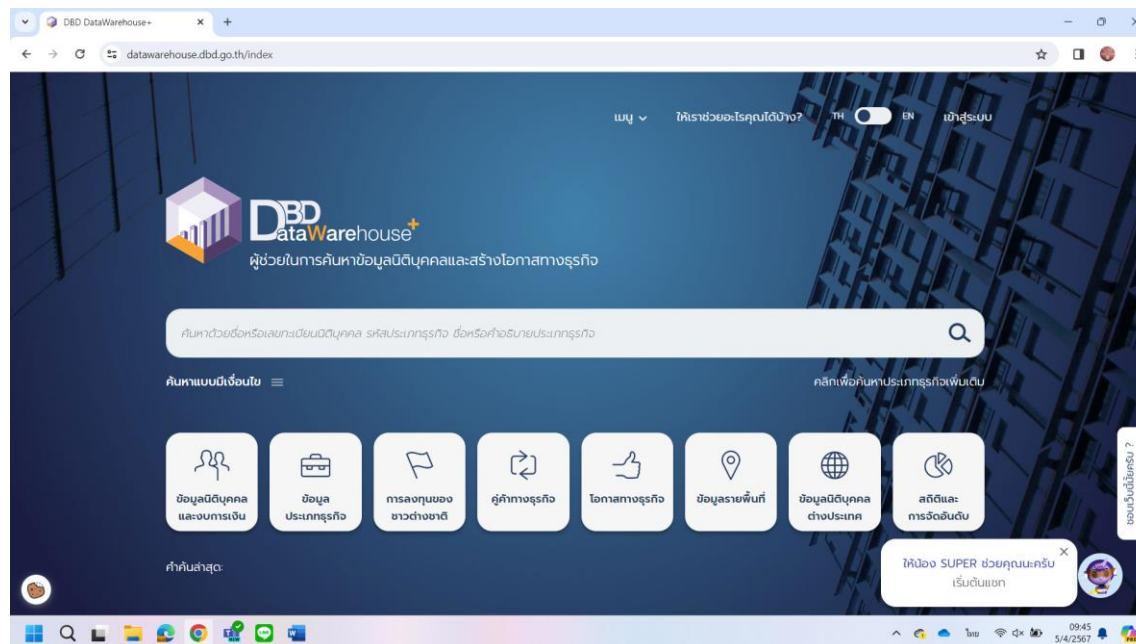 DBD DataWarehouse+
datawarehouse.dbd.go.th/index
เมนู
ให้เราช่วยอะไรคุณได้บ้าง?
TH
EN
เข้าสู่ระบบ
DBD
DataWarehouse+
ผู้ช่วยในการค้นหาข้อมูลนิติบุคคลและสร้างโอกาสทางธุรกิจ
ค้นหาด้วยชื่อหรือเลขทะเบียนนิติบุคคล รหัสประเภทธุรกิจ ชื่อหรือคำอธิบายประเภทธุรกิจ
ค้นหาแบบมีเงื่อนไข
คลิกเพื่อค้นหาประเภทธุรกิจเพิ่มเติม
ข้อมูลนิติบุคคล
และงบการเงิน
ข้อมูล
ประเภทธุรกิจ
การลงทุนของ
ชาวต่างชาติ
คู่ค้าทางธุรกิจ
โอกาสทางธุรกิจ
ข้อมูลรายพื้นที่
ข้อมูลนิติบุคคล
ต่างประเทศ
สถิติและ
การจัดอันดับ
ชอบเว็บนี้มั้ยครับ ?
คำค้นล่าสุด:
ให้น้อง SUPER ช่วยคุณนะครับ
เริ่มต้นแชท
ไทย
09:45
5/4/2567